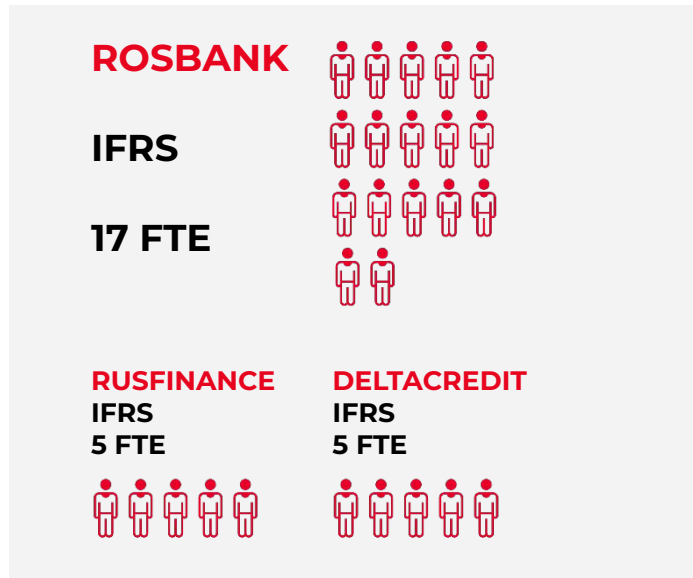 ROSBANK
IFRS
17 FTE
RUSFINANCE
IFRS
5 FTE
DELTACREDIT
IFRS
5 FTE